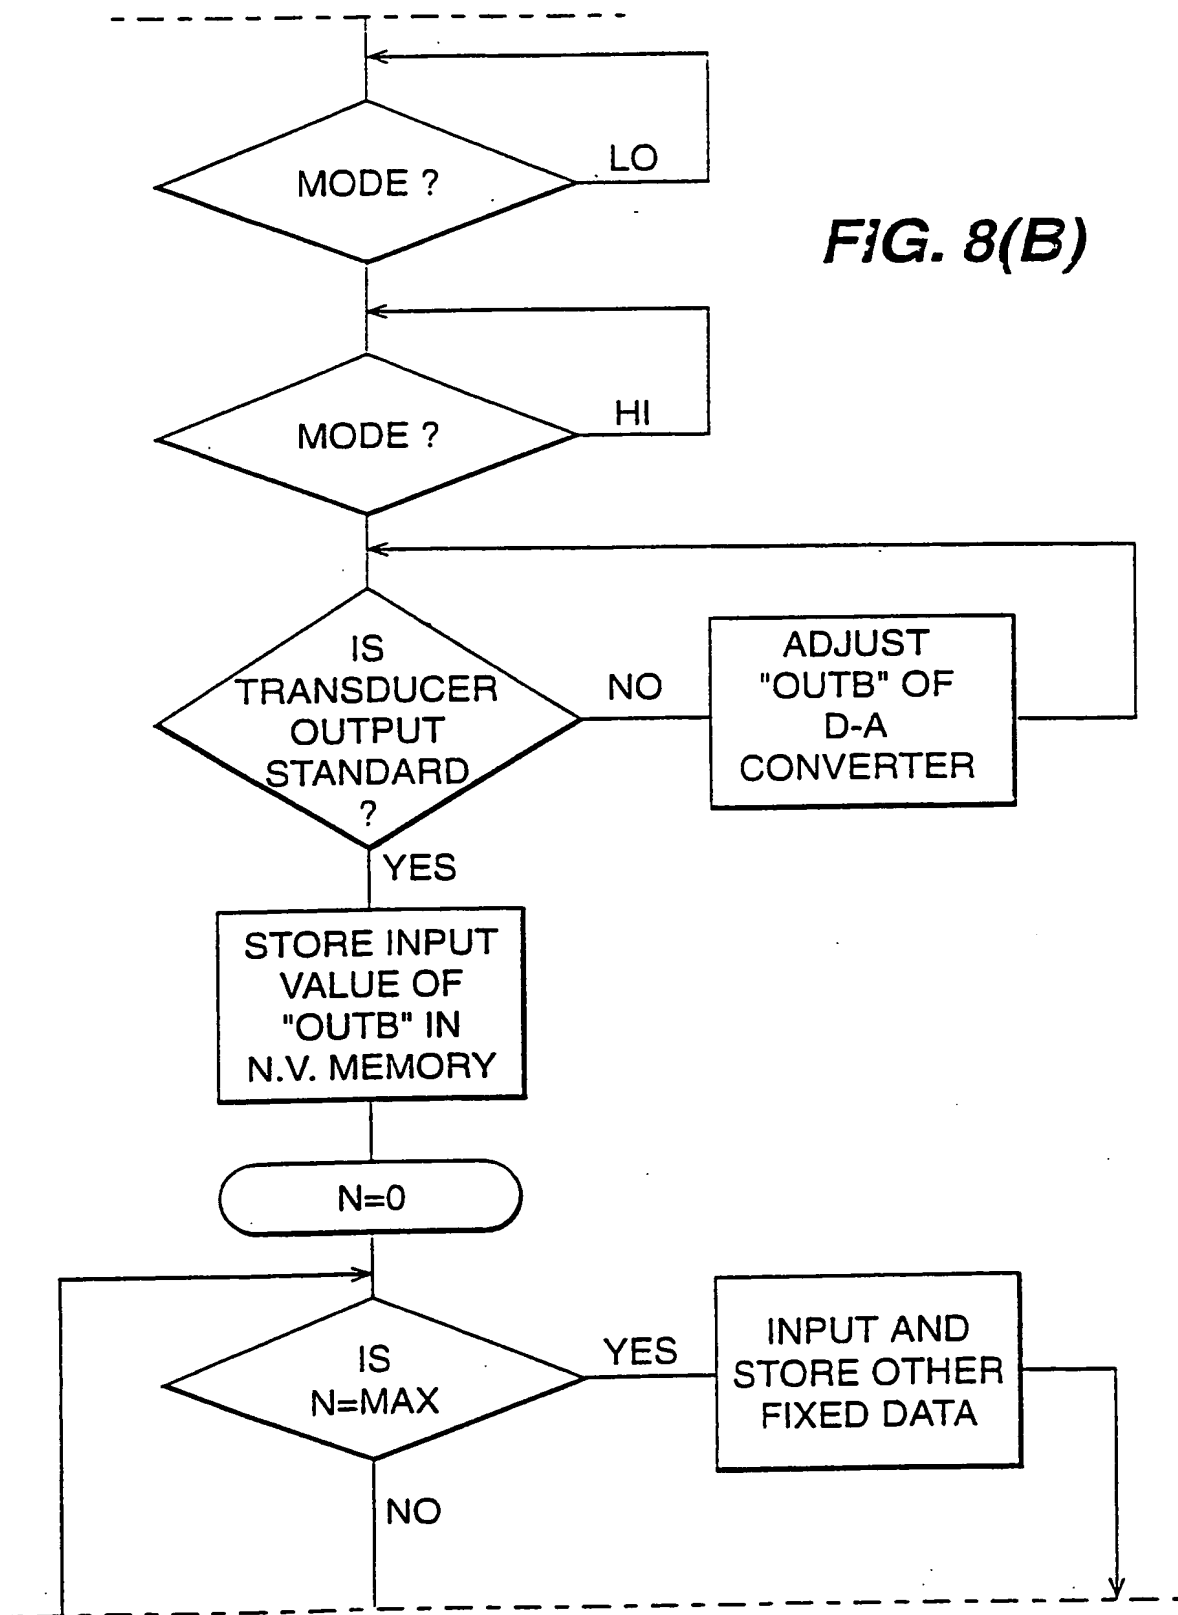 LO
MODE ?
FIG. 8(B)
HI
MODE ?
IS
TRANSDUCER
OUTPUT
STANDARD
?
NO
ADJUST
"OUTB" OF
D-A
CONVERTER
YES
STORE INPUT
VALUE OF
"OUTB" IN
N.V. MEMORY
N=0
IS
N=MAX
YES
INPUT AND
STORE OTHER
FIXED DATA
NO